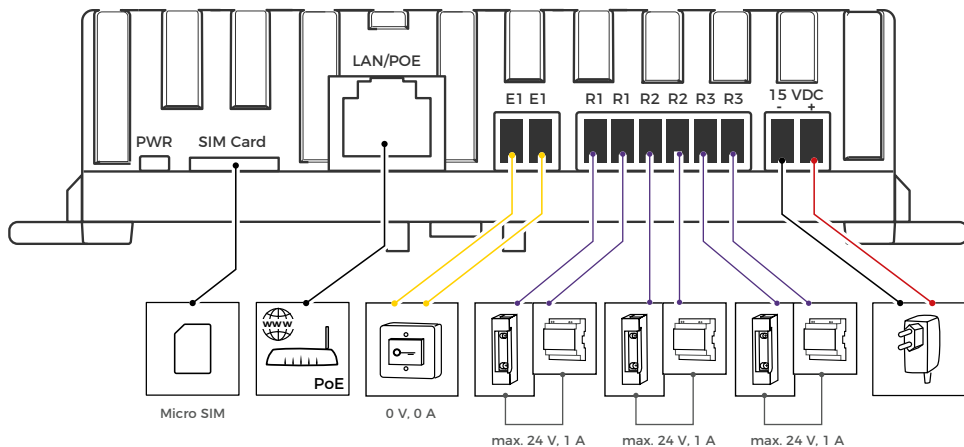 LAN/POE
E1 E1
R1 R1 R2 R2 R3 R3
15 VDC
- +
PWR
SIM Card
www
PoE
Micro SIM
0 V, 0 A
max. 24 V, 1 A
max. 24 V, 1 A
max. 24 V, 1 A